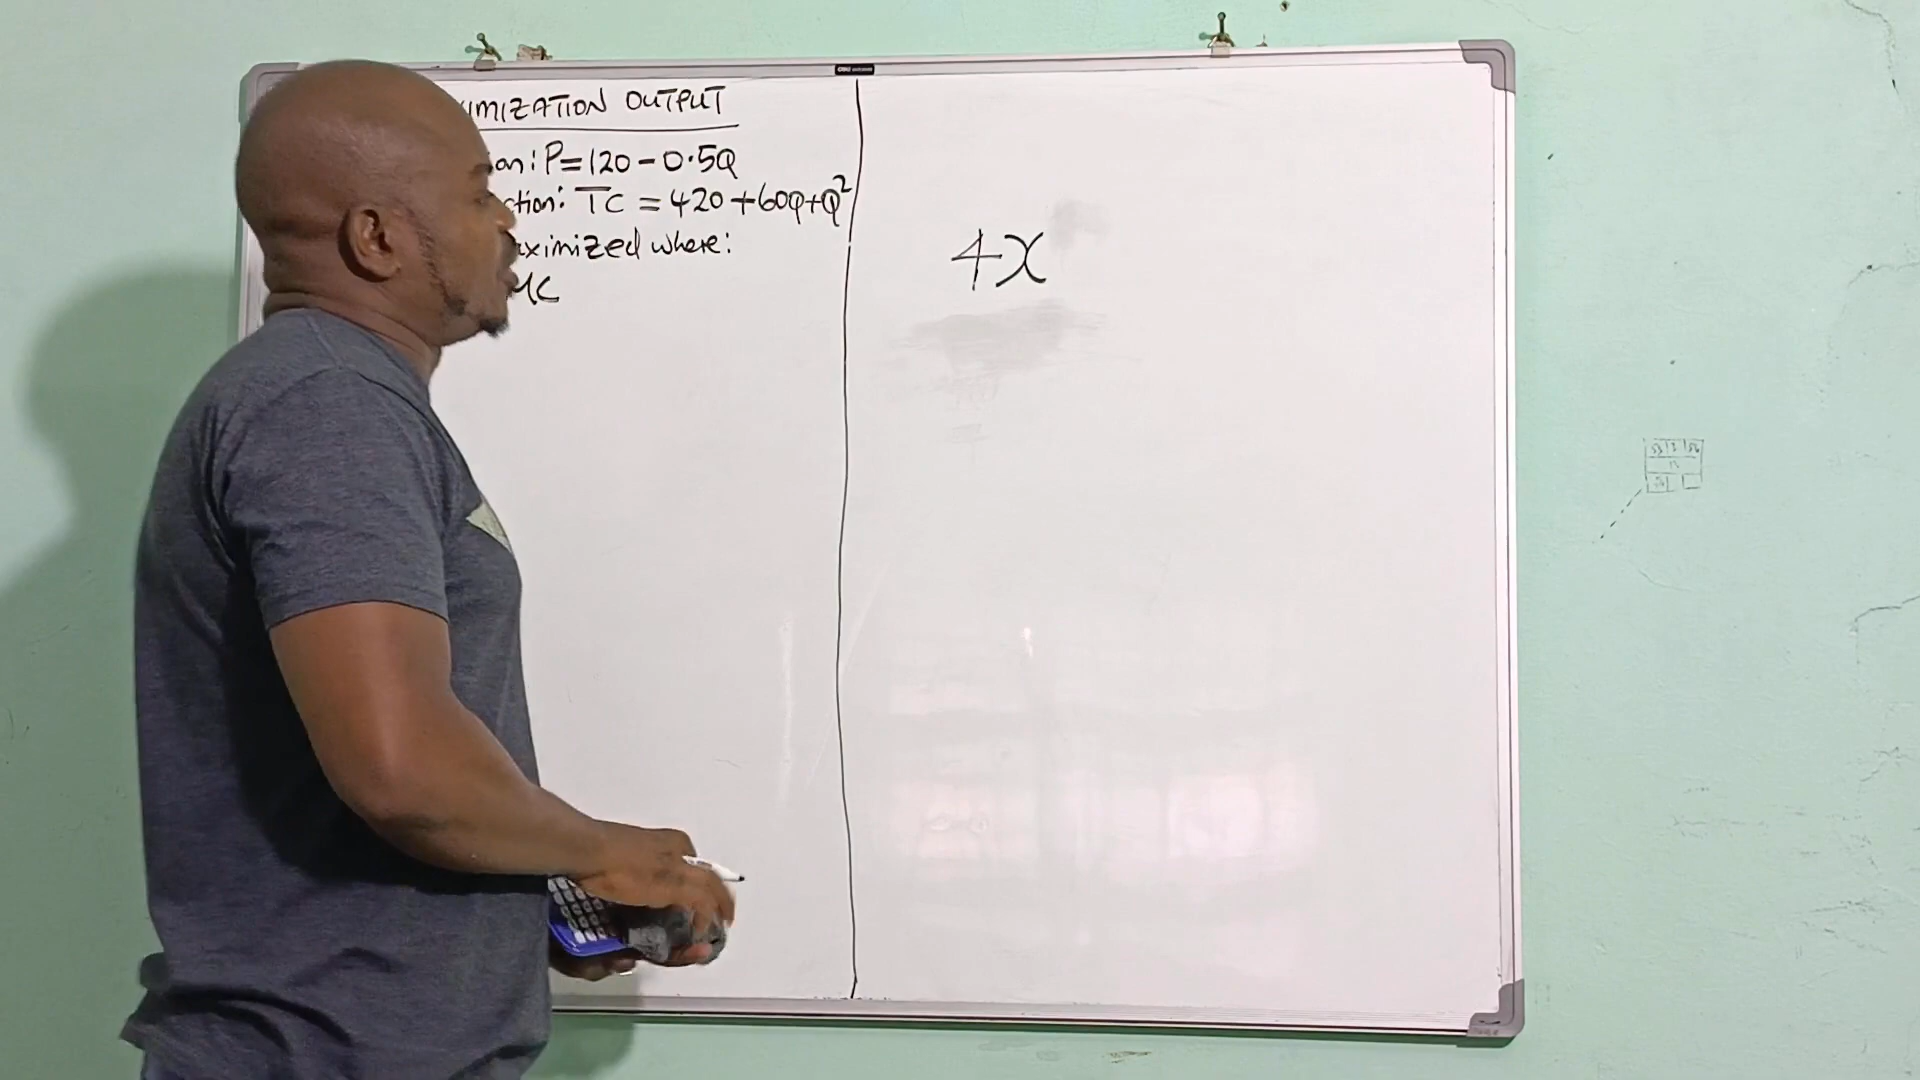 IMIZATION OUTPUT
on: P=120-0.5Q
ction: TC = 420+60Q+Q²
aximized where:
MC
4x